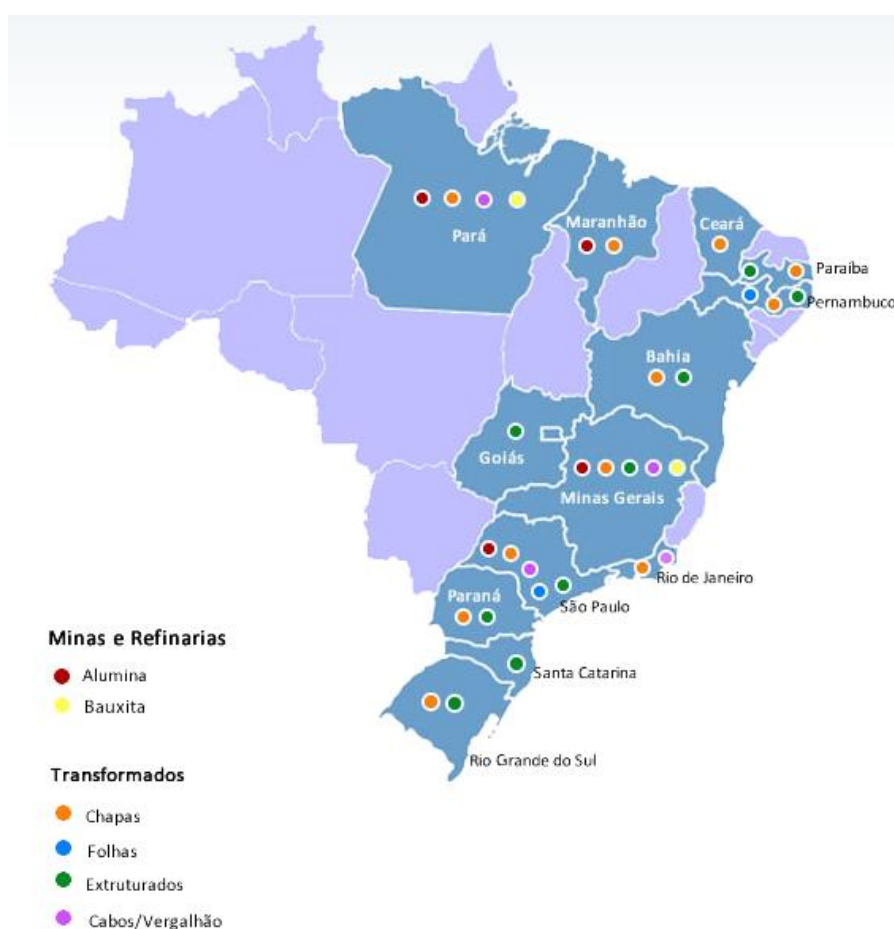 Pará
Maranhão
Ceará
Paraíba
Pernambuco
Bahia
Goiás
Minas Gerais
Rio de Janeiro
São Paulo
Paraná
Santa Catarina
Rio Grande do Sul
Minas e Refinarias
Alumina
Bauxita
Transformados
Chapas
Folhas
Extruturados
Cabos/Vergalhão